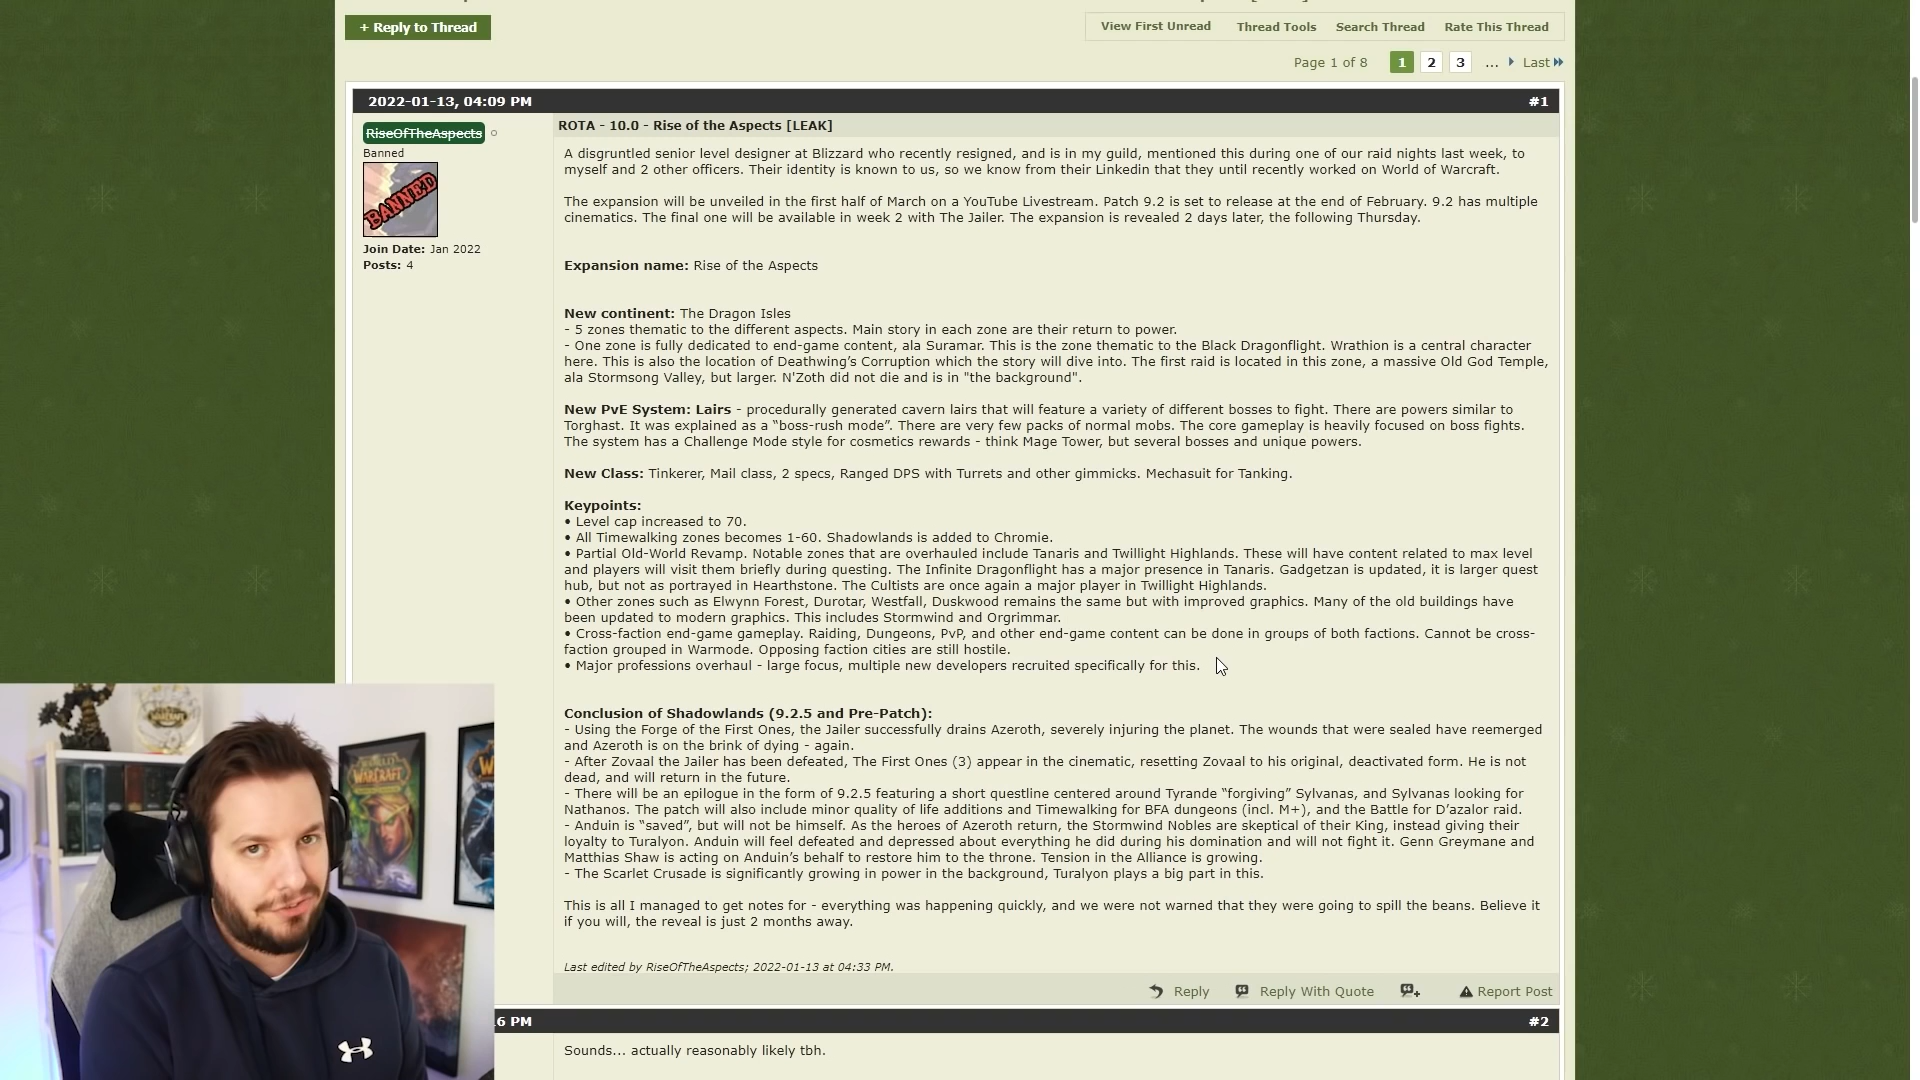 + Reply to Thread
View First Unread
Thread Tools
Search Thread
Rate This Thread
Page 1 of 8
1
2
3
...
Last
2022-01-13, 04:09 PM
#1
RiseOfTheAspects
Banned
BANNED
Join Date: Jan 2022
Posts: 4
ROTA - 10.0 - Rise of the Aspects [LEAK]
A disgruntled senior level designer at Blizzard who recently resigned, and is in my guild, mentioned this during one of our raid nights last week, to
myself and 2 other officers. Their identity is known to us, so we know from their Linkedin that they until recently worked on World of Warcraft.
The expansion will be unveiled in the first half of March on a YouTube Livestream. Patch 9.2 is set to release at the end of February. 9.2 has multiple
cinematics. The final one will be available in week 2 with The Jailer. The expansion is revealed 2 days later, the following Thursday.
Expansion name: Rise of the Aspects
New continent: The Dragon Isles
- 5 zones thematic to the different aspects. Main story in each zone are their return to power.
- One zone is fully dedicated to end-game content, ala Suramar. This is the zone thematic to the Black Dragonflight. Wrathion is a central character
here. This is also the location of Deathwing's Corruption which the story will dive into. The first raid is located in this zone, a massive Old God Temple,
ala Stormsong Valley, but larger. N'Zoth did not die and is in "the background".
New PvE System: Lairs - procedurally generated cavern lairs that will feature a variety of different bosses to fight. There are powers similar to
Torghast. It was explained as a “boss-rush mode”. There are very few packs of normal mobs. The core gameplay is heavily focused on boss fights.
The system has a Challenge Mode style for cosmetics rewards - think Mage Tower, but several bosses and unique powers.
New Class: Tinkerer, Mail class, 2 specs, Ranged DPS with Turrets and other gimmicks. Mechasuit for Tanking.
Keypoints:
• Level cap increased to 70.
• All Timewalking zones becomes 1-60. Shadowlands is added to Chromie.
• Partial Old-World Revamp. Notable zones that are overhauled include Tanaris and Twillight Highlands. These will have content related to max level
and players will visit them briefly during questing. The Infinite Dragonflight has a major presence in Tanaris. Gadgetzan is updated, it is larger quest
hub, but not as portrayed in Hearthstone. The Cultists are once again a major player in Twillight Highlands.
• Other zones such as Elwynn Forest, Durotar, Westfall, Duskwood remains the same but with improved graphics. Many of the old buildings have
been updated to modern graphics. This includes Stormwind and Orgrimmar.
• Cross-faction end-game gameplay. Raiding, Dungeons, PvP, and other end-game content can be done in groups of both factions. Cannot be cross-
faction grouped in Warmode. Opposing faction cities are still hostile.
• Major professions overhaul - large focus, multiple new developers recruited specifically for this.
Conclusion of Shadowlands (9.2.5 and Pre-Patch):
- Using the Forge of the First Ones, the Jailer successfully drains Azeroth, severely injuring the planet. The wounds that were sealed have reemerged
and Azeroth is on the brink of dying - again.
- After Zovaal the Jailer has been defeated, The First Ones (3) appear in the cinematic, resetting Zovaal to his original, deactivated form. He is not
dead, and will return in the future.
- There will be an epilogue in the form of 9.2.5 featuring a short questline centered around Tyrande “forgiving” Sylvanas, and Sylvanas looking for
Nathanos. The patch will also include minor quality of life additions and Timewalking for BFA dungeons (incl. M+), and the Battle for D’azalor raid.
- Anduin is “saved”, but will not be himself. As the heroes of Azeroth return, the Stormwind Nobles are skeptical of their King, instead giving their
loyalty to Turalyon. Anduin will feel defeated and depressed about everything he did during his domination and will not fight it. Genn Greymane and
Matthias Shaw is acting on Anduin’s behalf to restore him to the throne. Tension in the Alliance is growing.
- The Scarlet Crusade is significantly growing in power in the background, Turalyon plays a big part in this.
This is all I managed to get notes for - everything was happening quickly, and we were not warned that they were going to spill the beans. Believe it
if you will, the reveal is just 2 months away.
Last edited by RiseOfTheAspects; 2022-01-13 at 04:33 PM.
Reply
Reply With Quote
Report Post
WARCRAFT
6 PM
#2
Sounds... actually reasonably likely tbh.